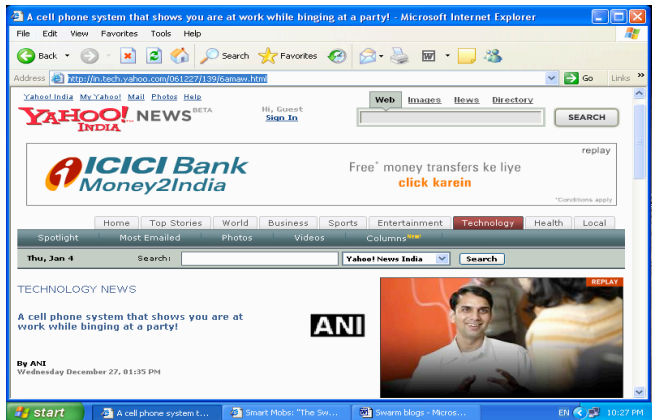 A cell phone system that shows you are at work while binging at a party! - Microsoft Internet Explorer
File Edit View Favorites Tools Help
Back Search Favorites
Address http://in.tech.yahoo.com/061227/139/6amaw.html Go Links »
Yahoo! India My Yahoo! Mail Photos Help
YAHOO! NEWS BETA
INDIA
Hi, Guest
Sign In
Web Images News Directory
SEARCH
replay
ICICI Bank
Money2India
Free* money transfers ke liye
click karein
*Conditions apply
Home Top Stories World Business Sports Entertainment Technology Health Local
Spotlight Most Emailed Photos Videos Columns New!
Thu, Jan 4 Search: Yahoo! News India Search
TECHNOLOGY NEWS
A cell phone system that shows you are at
work while binging at a party!
ANI
REPLAY
By ANI
Wednesday December 27, 01:35 PM
start A cell phone system t... Smart Mobs: "The Sw... Swarm blogs - Micros... EN 10:27 PM